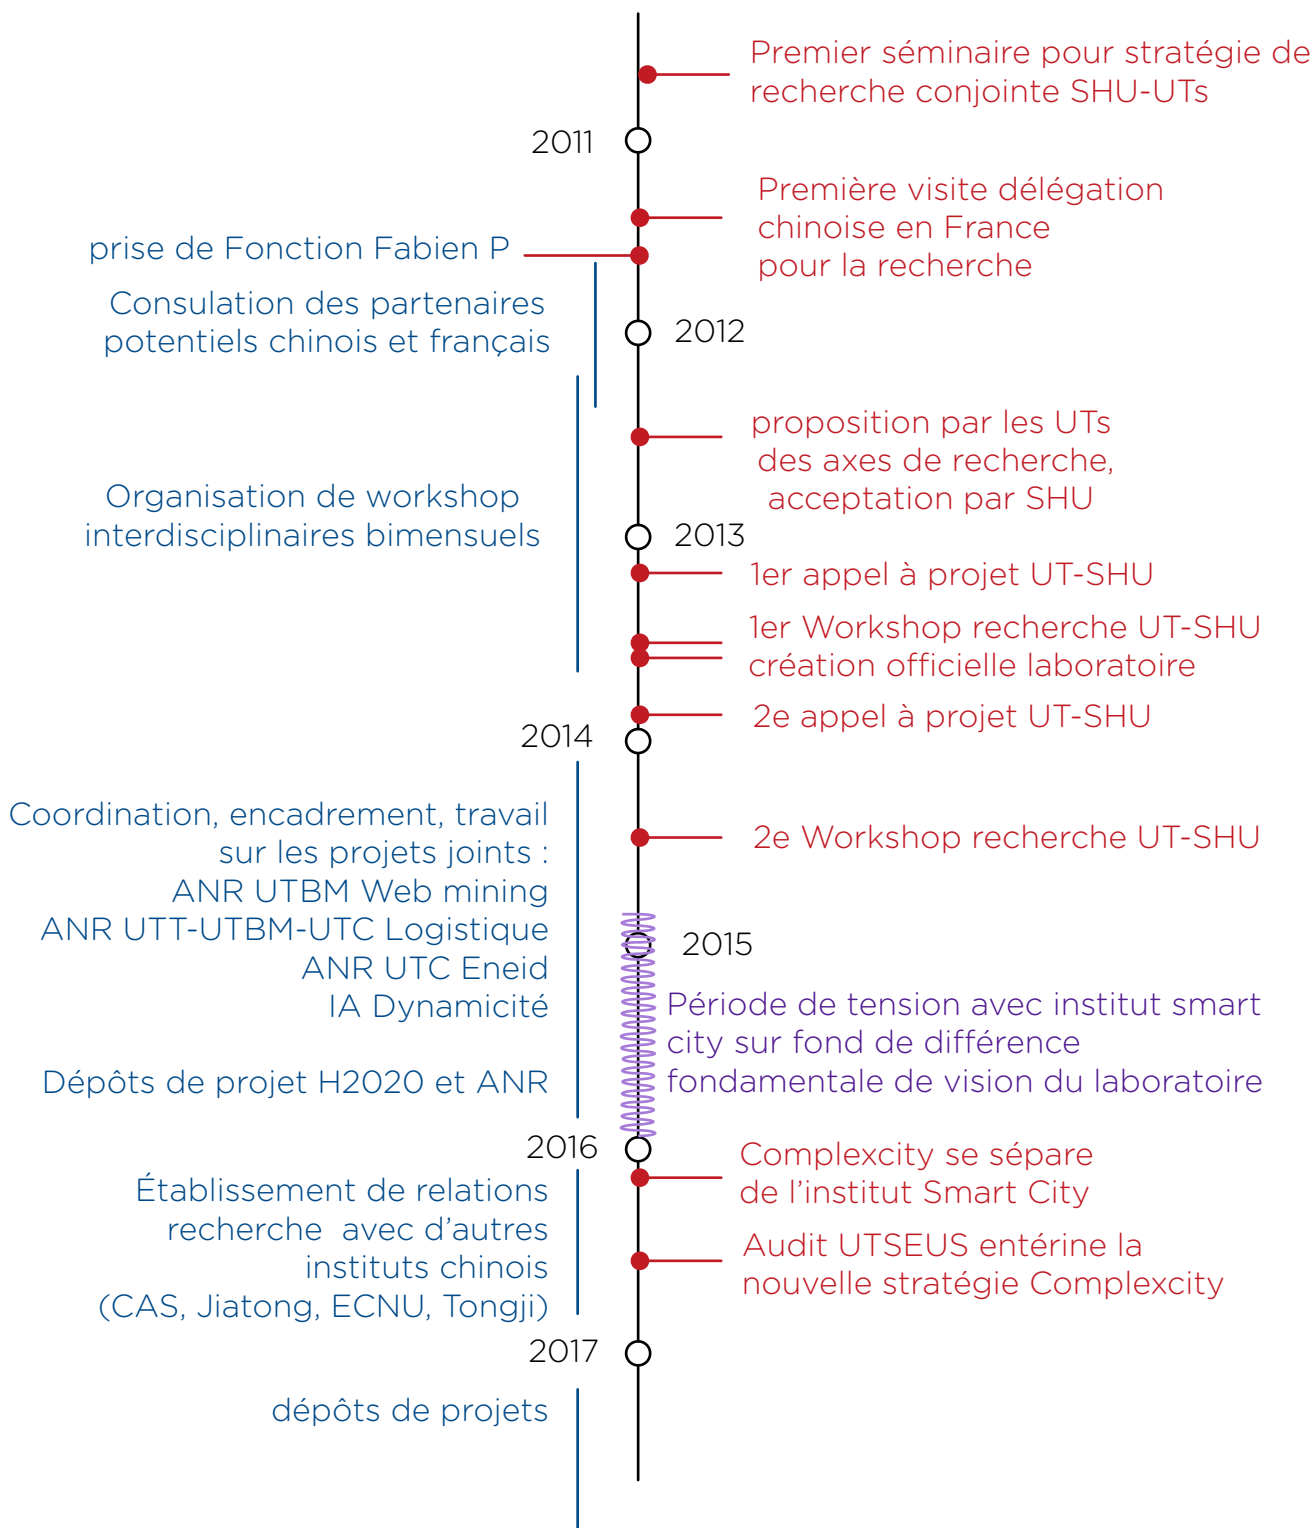 Premier séminaire pour stratégie de
recherche conjointe SHU-UTs
2011
Première visite délégation
chinoise en France
pour la recherche
prise de Fonction Fabien P
Consulation des partenaires
potentiels chinois et français
2012
proposition par les UTs
des axes de recherche,
acceptation par SHU
Organisation de workshop
interdisciplinaires bimensuels
2013
1er appel à projet UT-SHU
1er Workshop recherche UT-SHU
création officielle laboratoire
2e appel à projet UT-SHU
2014
Coordination, encadrement, travail
sur les projets joints :
ANR UTBM Web mining
ANR UTT-UTBM-UTC Logistique
ANR UTC Eneid
IA Dynamicité
2e Workshop recherche UT-SHU
2015
Période de tension avec institut smart
city sur fond de différence
fondamentale de vision du laboratoire
Dépôts de projet H2020 et ANR
2016
Complexcity se sépare
de l'institut Smart City
Établissement de relations
recherche  avec d'autres
instituts chinois
(CAS, Jiatong, ECNU, Tongji)
Audit UTSEUS entérine la
nouvelle stratégie Complexcity
2017
dépôts de projets